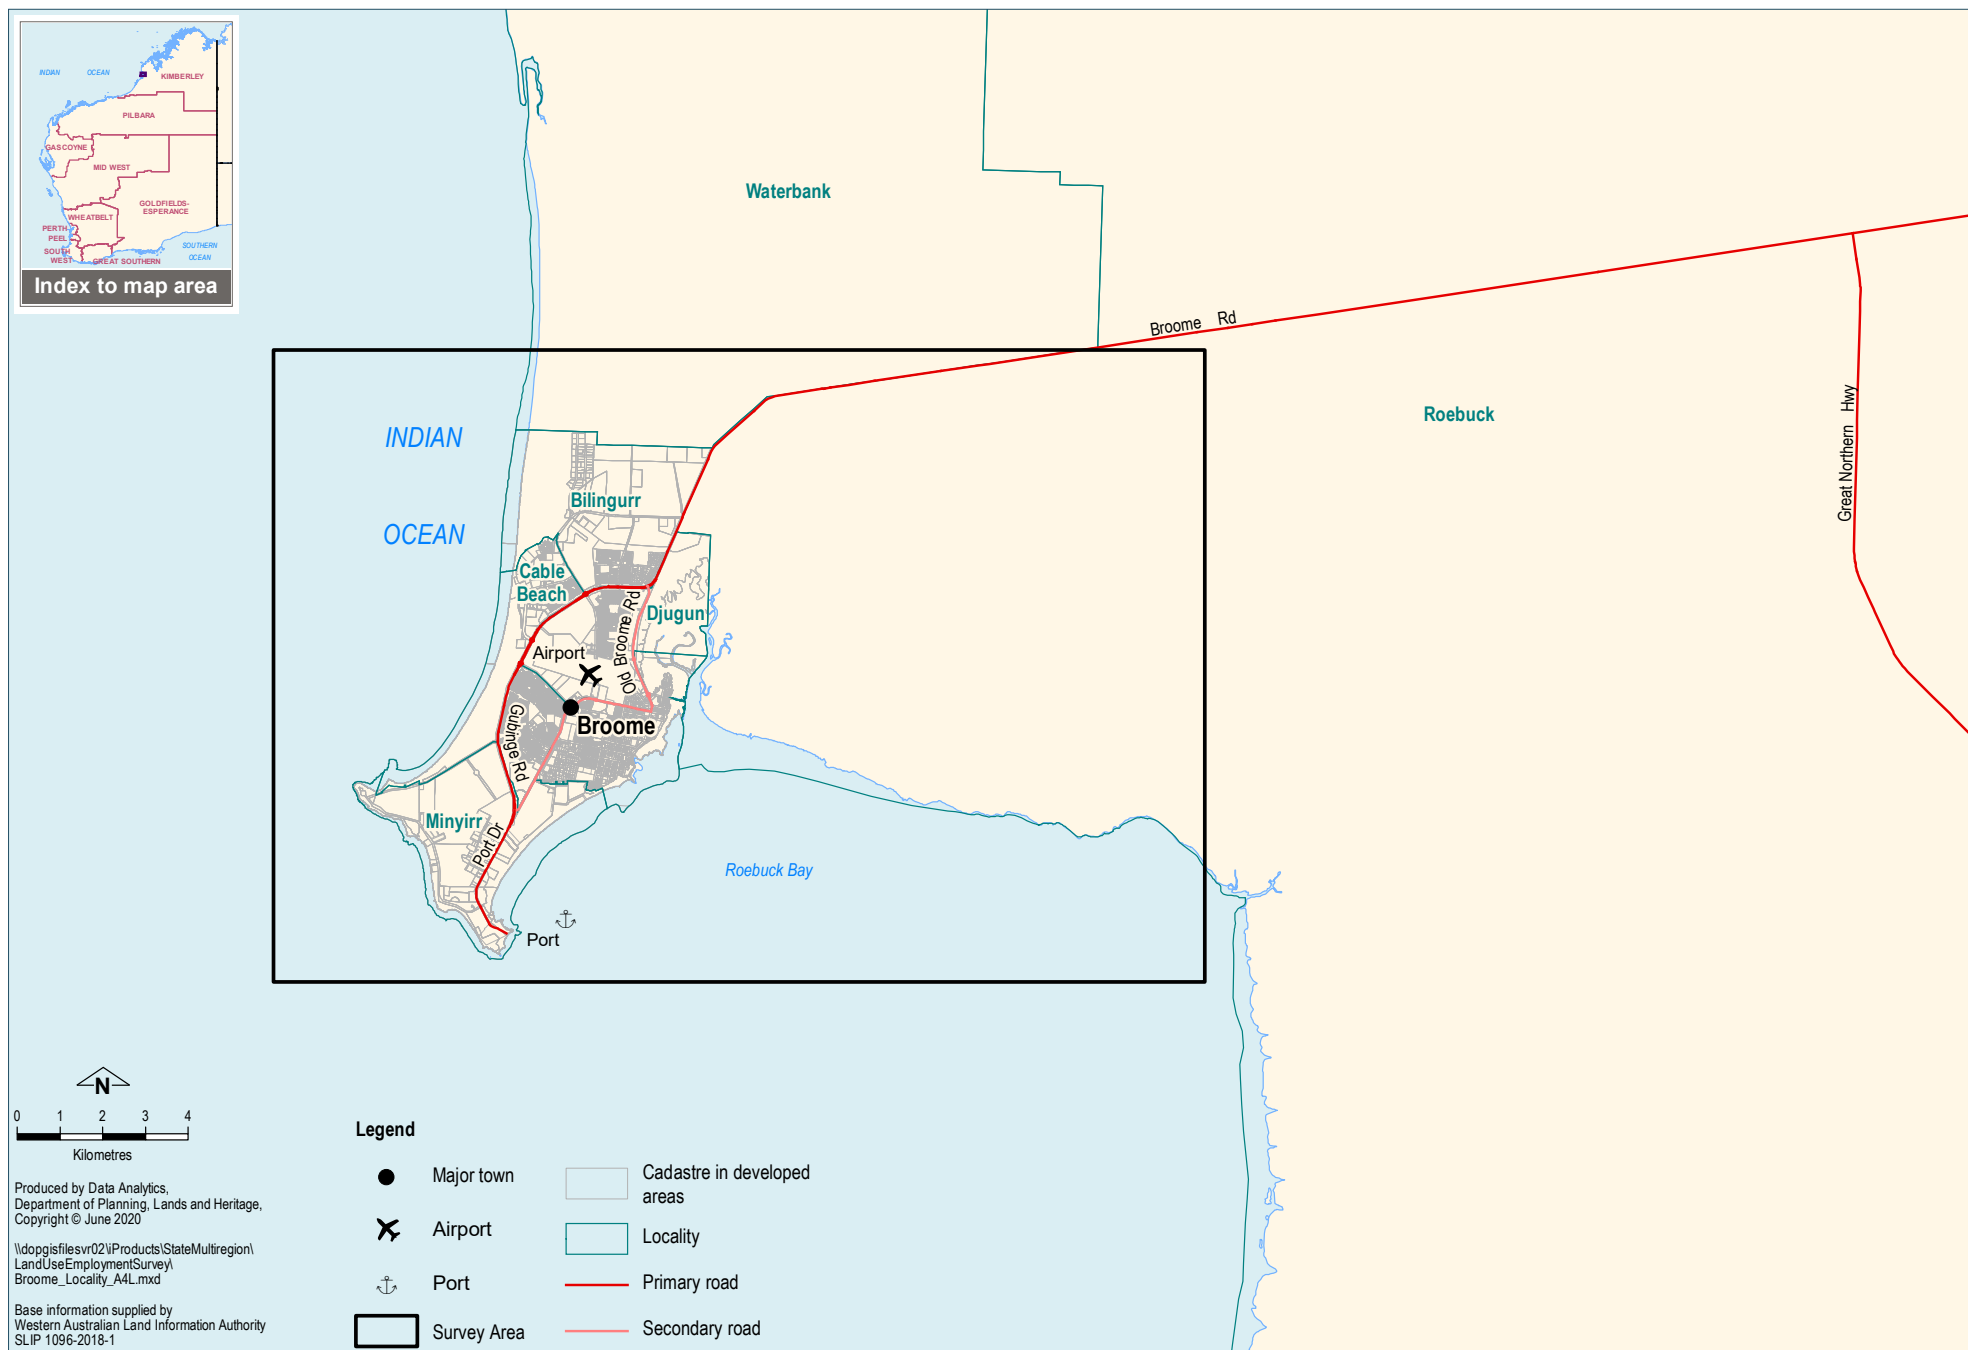 INDIAN OCEAN
KIMBERLEY
PILBARA
GASCOYNE
MID WEST
GOLDFIELDS-
ESPERANCE
WHEATBELT
PERTH-
PEEL
SOUTH
WEST
GREAT SOUTHERN
SOUTHERN
OCEAN
Index to map area
Waterbank
Broome Rd
Roebuck
Great Northern Hwy
INDIAN
OCEAN
Bilingurr
Cable
Beach
Djugun
Old Broome Rd
Airport
Broome
Gubinge Rd
Minyirr
Port Dr
Roebuck Bay
Port
N
0 1 2 3 4
Kilometres
Produced by Data Analytics,
Department of Planning, Lands and Heritage,
Copyright © June 2020
\\dopgisfilesvr02\iProducts\StateMultiregion\
LandUseEmploymentSurvey\
Broome_Locality_A4L.mxd
Base information supplied by
Western Australian Land Information Authority
SLIP 1096-2018-1
Legend
Major town
Airport
Port
Survey Area
Cadastre in developed
areas
Locality
Primary road
Secondary road